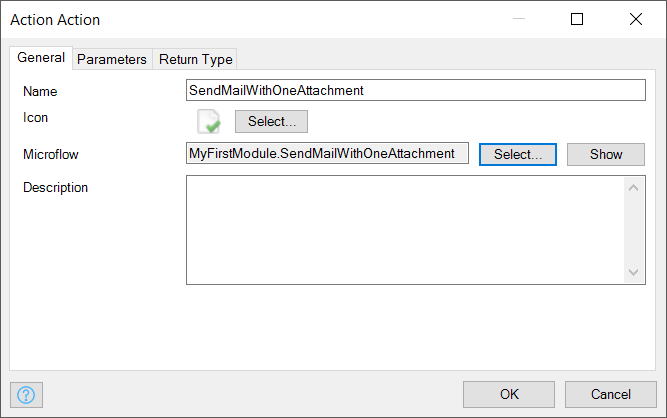 Action Action
General Parameters Return Type
Name SendMailWithOneAttachment
Icon Select...
Microflow MyFirstModule.SendMailWithOneAttachment Select... Show
Description
? OK Cancel